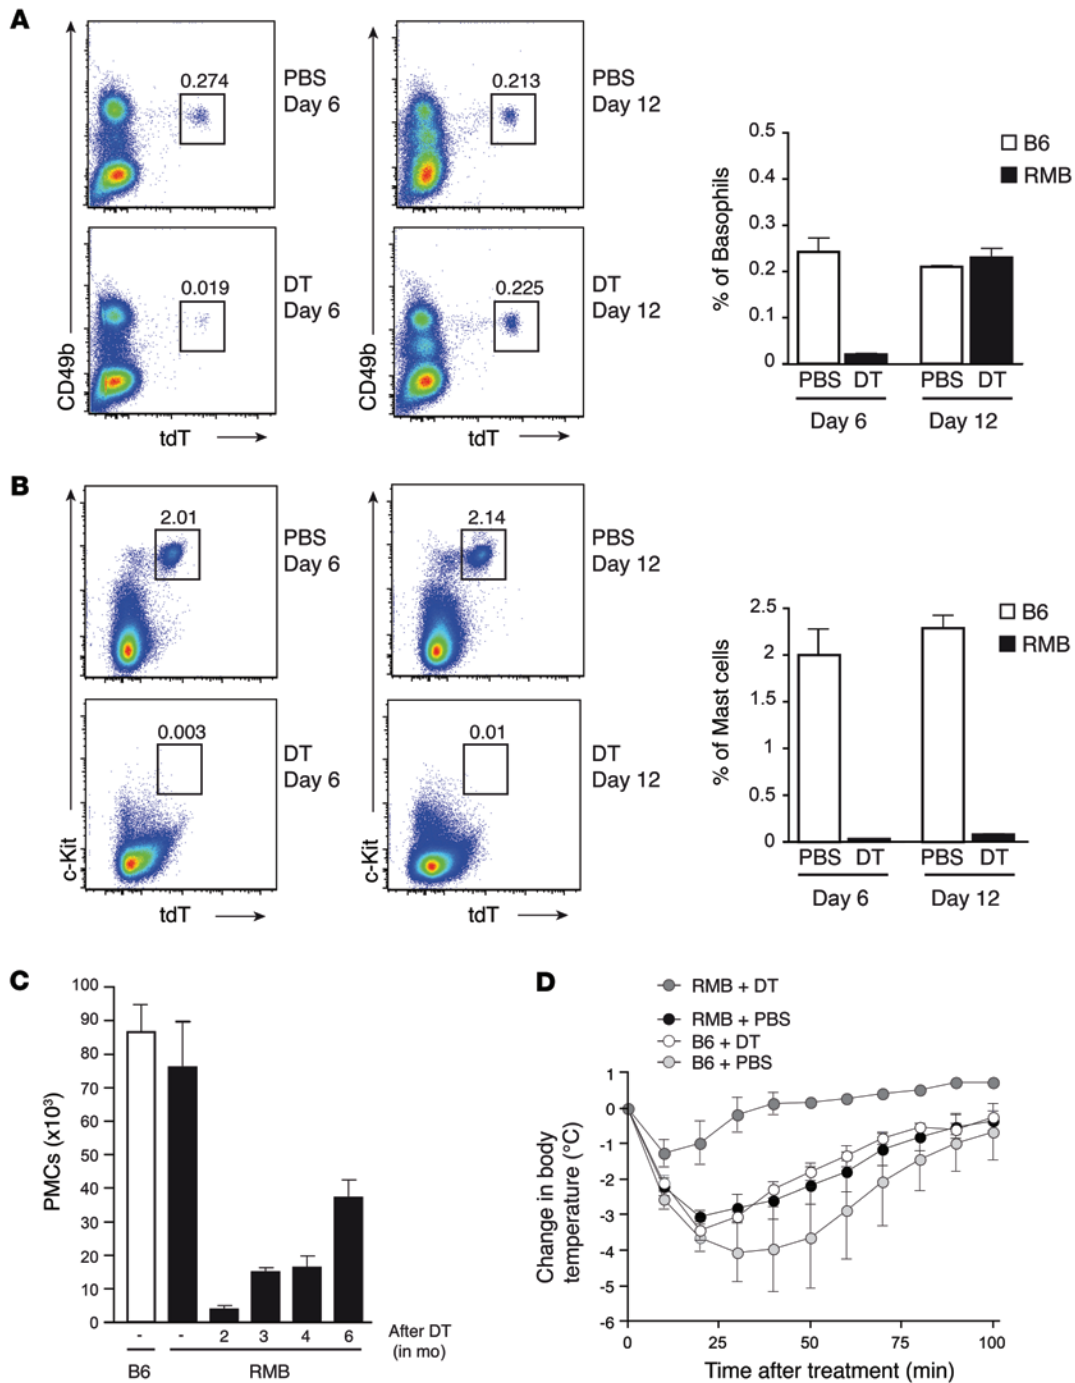 A
0.274
PBS
Day 6
0.213
PBS
Day 12
0.019
DT
Day 6
0.225
DT
Day 12
CD49b
CD49b
tdT
tdT
0.5
0.4
0.3
0.2
0.1
0
% of Basophils
B6
RMB
PBS DT PBS DT
Day 6 Day 12
B
2.01
PBS
Day 6
2.14
PBS
Day 12
0.003
DT
Day 6
0.01
DT
Day 12
c-Kit
c-Kit
tdT
tdT
2.5
2
1.5
1
0.5
0
% of Mast cells
B6
RMB
PBS DT PBS DT
Day 6 Day 12
C
100
90
80
70
60
50
40
30
20
10
0
PMCs (x10³)
- - 2 3 4 6 After DT
(in mo)
B6 RMB
D
RMB + DT
RMB + PBS
B6 + DT
B6 + PBS
1
0
-1
-2
-3
-4
-5
-6
Change in body
temperature (°C)
0 25 50 75 100
Time after treatment (min)